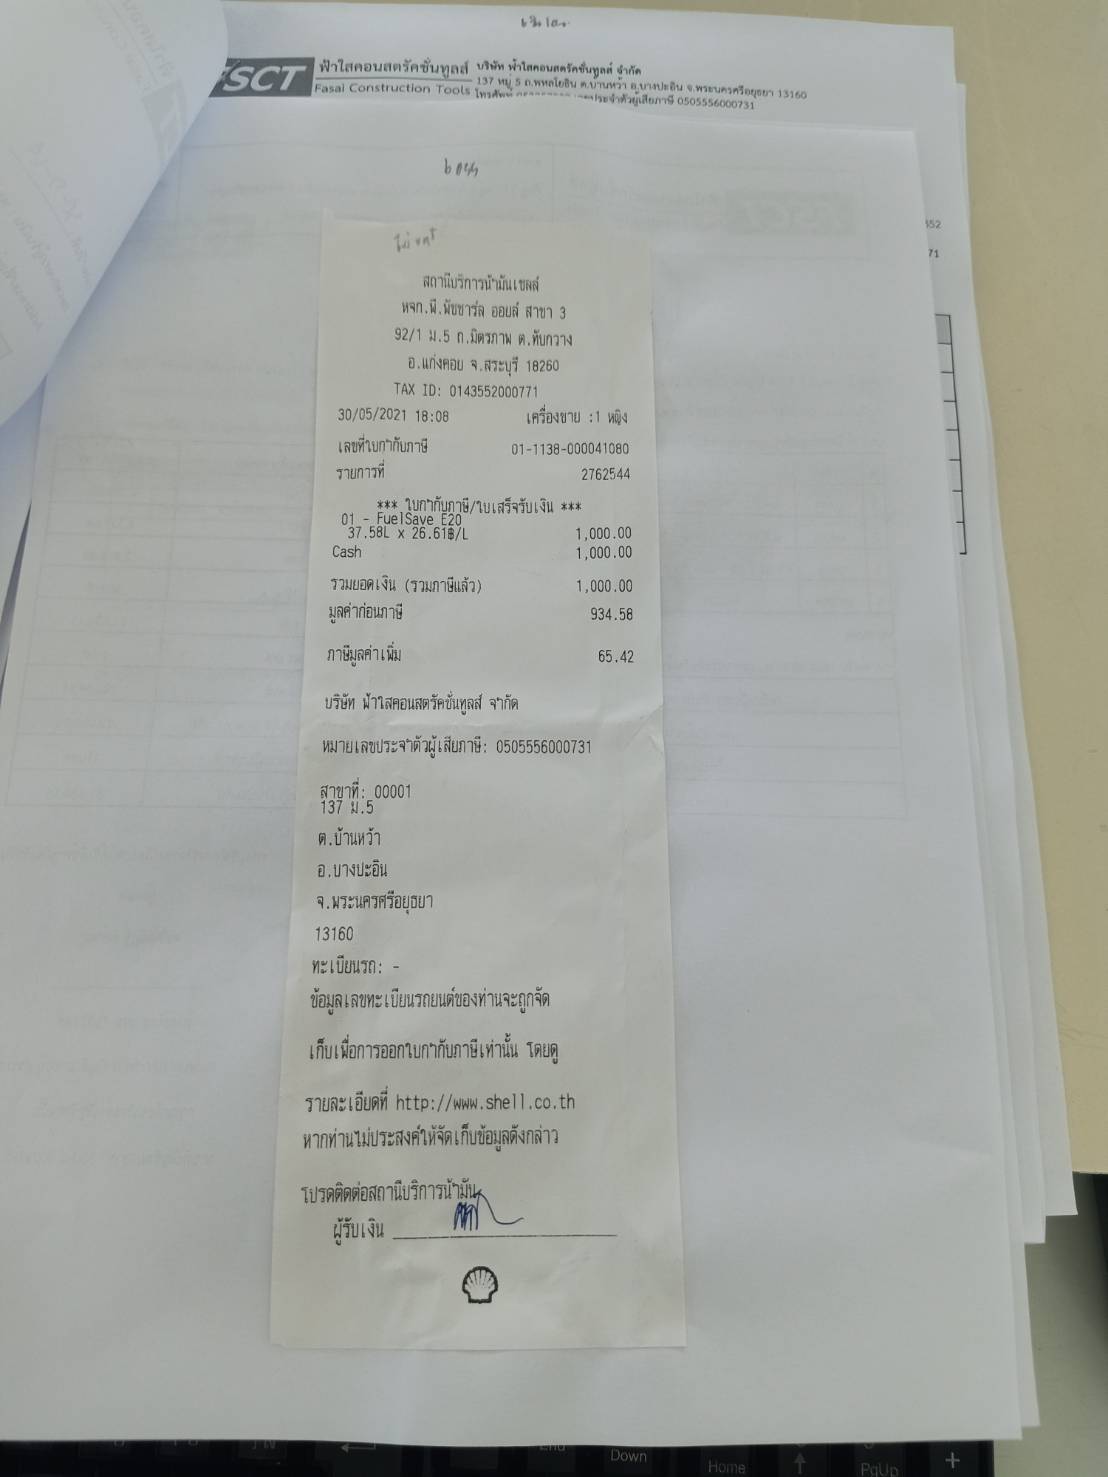 FSCT ฟ้าใสคอนสตรัคชั่นทูลส์ บริษัท ฟ้าใสคอนสตรัคชั่นทูลส์ จำกัด
Fasai Construction Tools 137 หมู่ 5 ถ.พหลโยธิน ต.บ้านหว้า อ.บางปะอิน จ.พระนครศรีอยุธยา 13160
โทรศัพท์ ประจำตัวผู้เสียภาษี 0505556000731
552
71
สถานีบริการน้ำมันเชลล์
หจก.พี.พัชชาร์ล ออยล์ สาขา 3
92/1 ม.5 ถ.มิตรภาพ ต.ทับกวาง
อ.แก่งคอย จ.สระบุรี 18260
TAX ID: 0143552000771
30/05/2021 18:08 เครื่องขาย :1 หญิง
เลขที่ใบกำกับภาษี 01-1138-000041080
รายการที่ 2762544
*** ใบกำกับภาษี/ใบเสร็จรับเงิน ***
01 - FuelSave E20
37.58L x 26.61฿/L 1,000.00
Cash 1,000.00
รวมยอดเงิน (รวมภาษีแล้ว) 1,000.00
มูลค่าก่อนภาษี 934.58
ภาษีมูลค่าเพิ่ม 65.42
บริษัท ฟ้าใสคอนสตรัคชั่นทูลส์ จำกัด
หมายเลขประจำตัวผู้เสียภาษี: 0505556000731
สาขาที่: 00001
137 ม.5
ต.บ้านหว้า
อ.บางปะอิน
จ.พระนครศรีอยุธยา
13160
ทะเบียนรถ: -
ข้อมูลเลขทะเบียนรถยนต์ของท่านจะถูกจัด
เก็บเพื่อการออกใบกำกับภาษีเท่านั้น โดยดู
รายละเอียดที่ http://www.shell.co.th
หากท่านไม่ประสงค์ให้จัดเก็บข้อมูลดังกล่าว
โปรดติดต่อสถานีบริการน้ำมัน
ผู้รับเงิน
Down
Home
PgUp
+